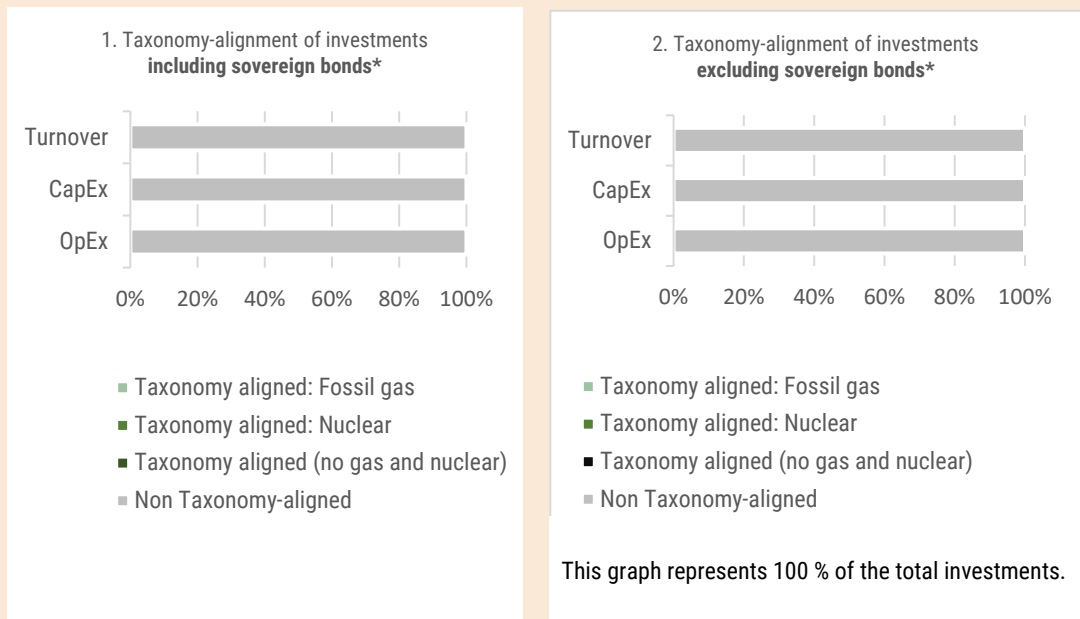 1. Taxonomy-alignment of investments
including sovereign bonds*
Turnover
CapEx
OpEx
0% 20% 40% 60% 80% 100%
Taxonomy aligned: Fossil gas
Taxonomy aligned: Nuclear
Taxonomy aligned (no gas and nuclear)
Non Taxonomy-aligned
2. Taxonomy-alignment of investments
excluding sovereign bonds*
Turnover
CapEx
OpEx
0% 20% 40% 60% 80% 100%
Taxonomy aligned: Fossil gas
Taxonomy aligned: Nuclear
Taxonomy aligned (no gas and nuclear)
Non Taxonomy-aligned
This graph represents 100 % of the total investments.